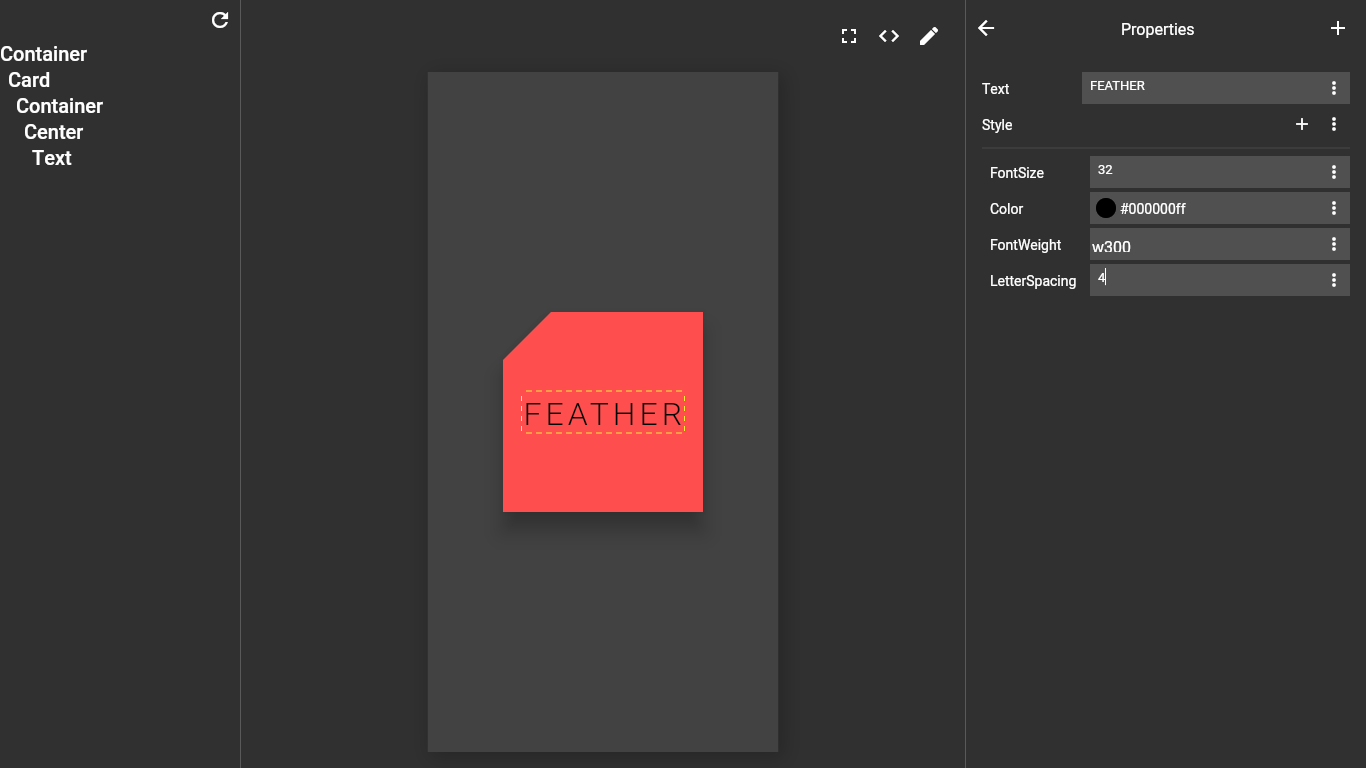 Container
Card
Container
Center
Text
FEATHER
Properties
Text FEATHER
Style
FontSize 32
Color #000000ff
FontWeight w300
LetterSpacing 4